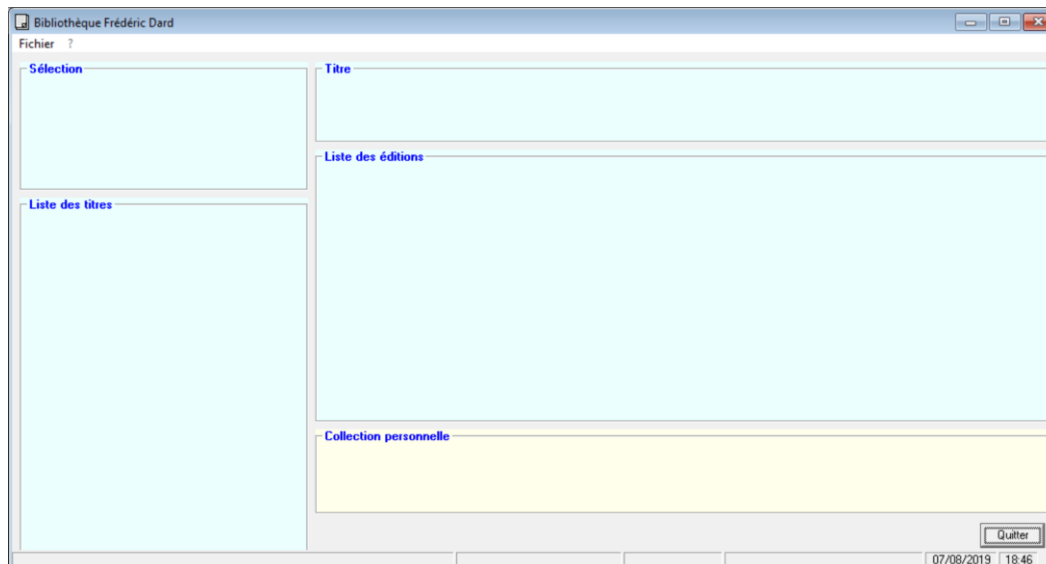 Bibliothèque Frédéric Dard
Fichier ?
Sélection
Titre
Liste des éditions
Liste des titres
Collection personnelle
Quitter
07/08/2019 18:46